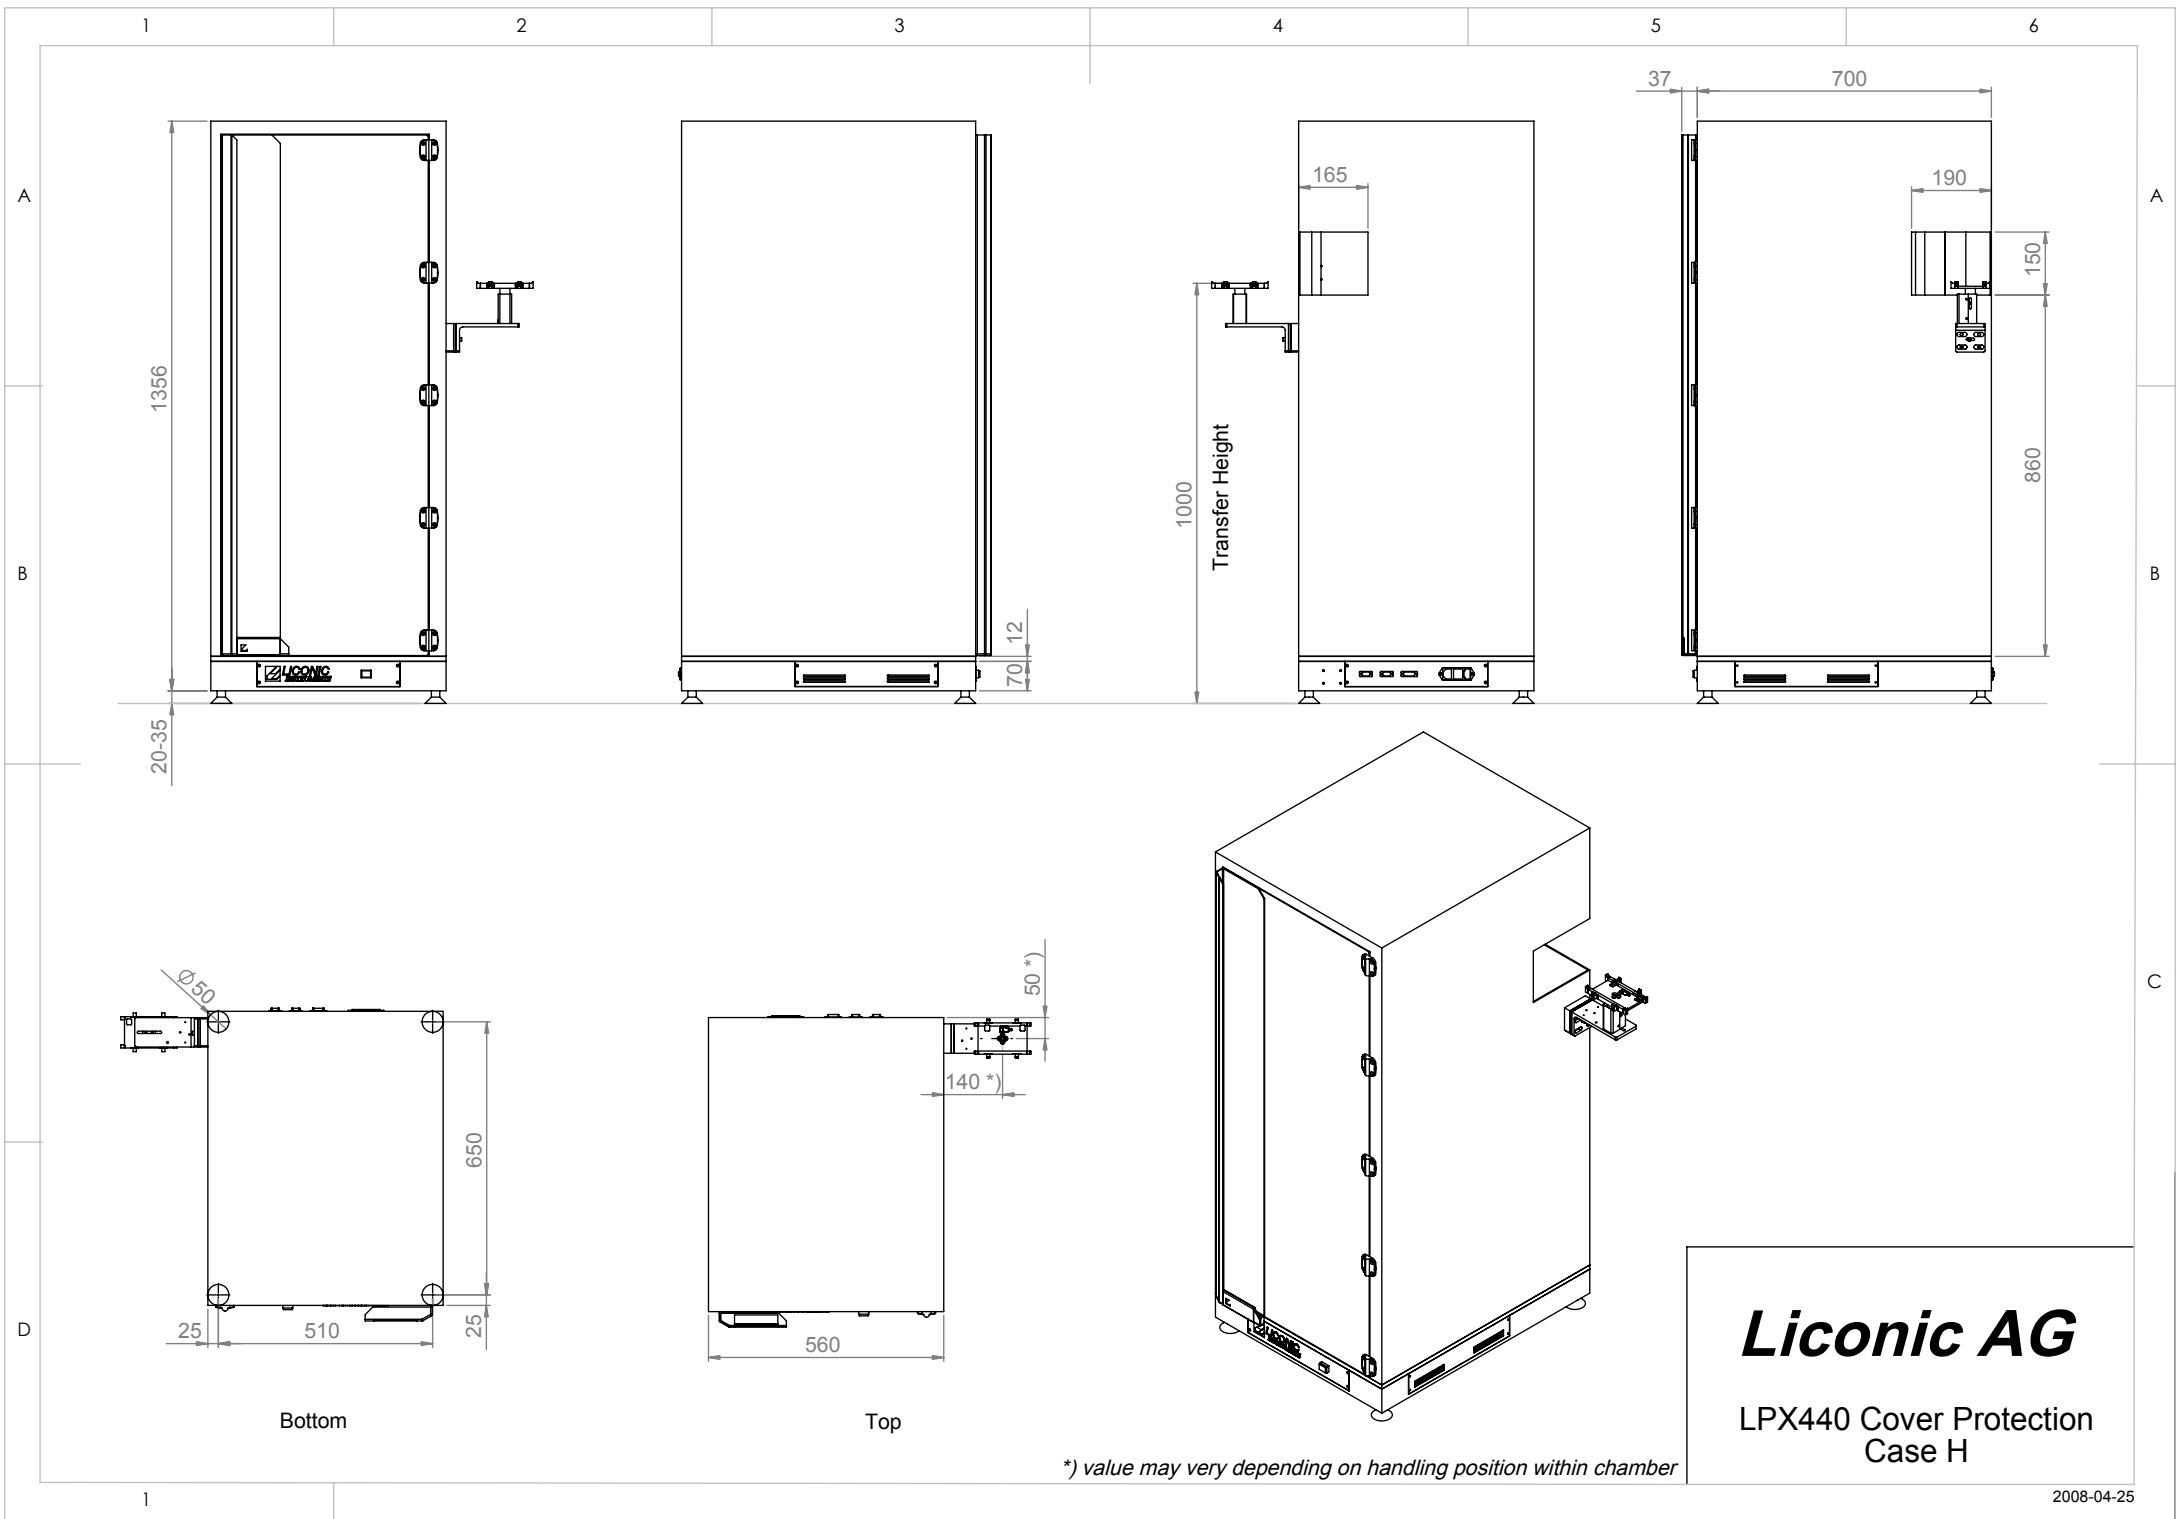 1 2 3 4 5 6
37 700
A A
165 190
150
1356
Transfer Height
1000
860
B B
12
70
LICONIC
20-35
C
Ø50
50 *)
140 *)
650
25 510 25
560
D
Bottom
Top
Liconic AG
LPX440 Cover Protection
Case H
*) value may very depending on handling position within chamber
1
2008-04-25